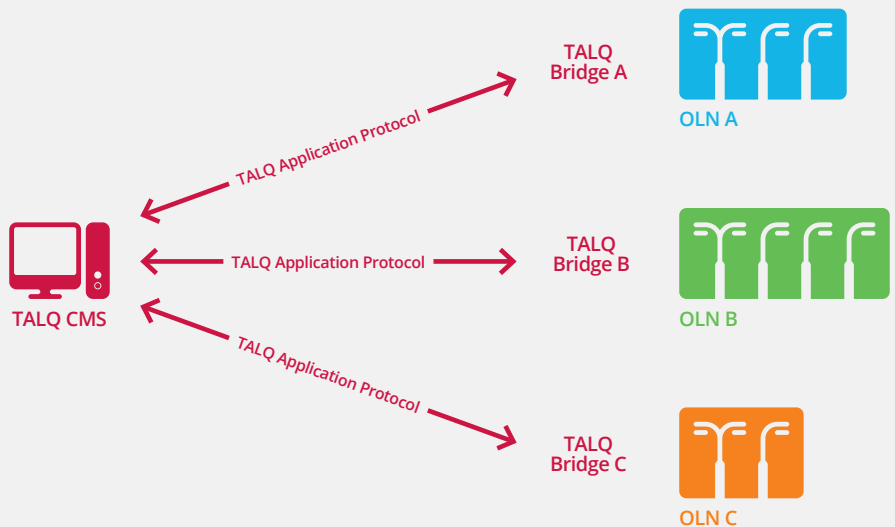 TALQ
Bridge A
OLN A
TALQ Application Protocol
TALQ CMS
TALQ Application Protocol
TALQ
Bridge B
OLN B
TALQ Application Protocol
TALQ
Bridge C
OLN C